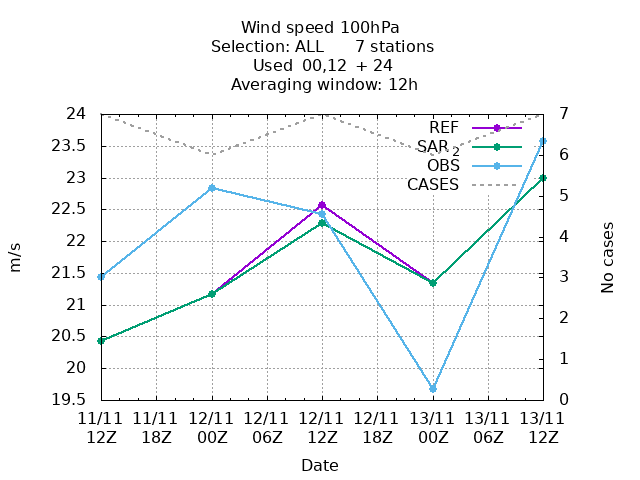 Wind speed 100hPa
Selection: ALL 7 stations
Used 00,12 + 24
Averaging window: 12h
24
23.5
23
22.5
22
21.5
21
20.5
20
19.5
m/s
7
6
5
4
3
2
1
0
No cases
REF
SAR 2
OBS
CASES
11/11 11/11 12/11 12/11 12/11 12/11 13/11 13/11 13/11
12Z 18Z 00Z 06Z 12Z 18Z 00Z 06Z 12Z
Date